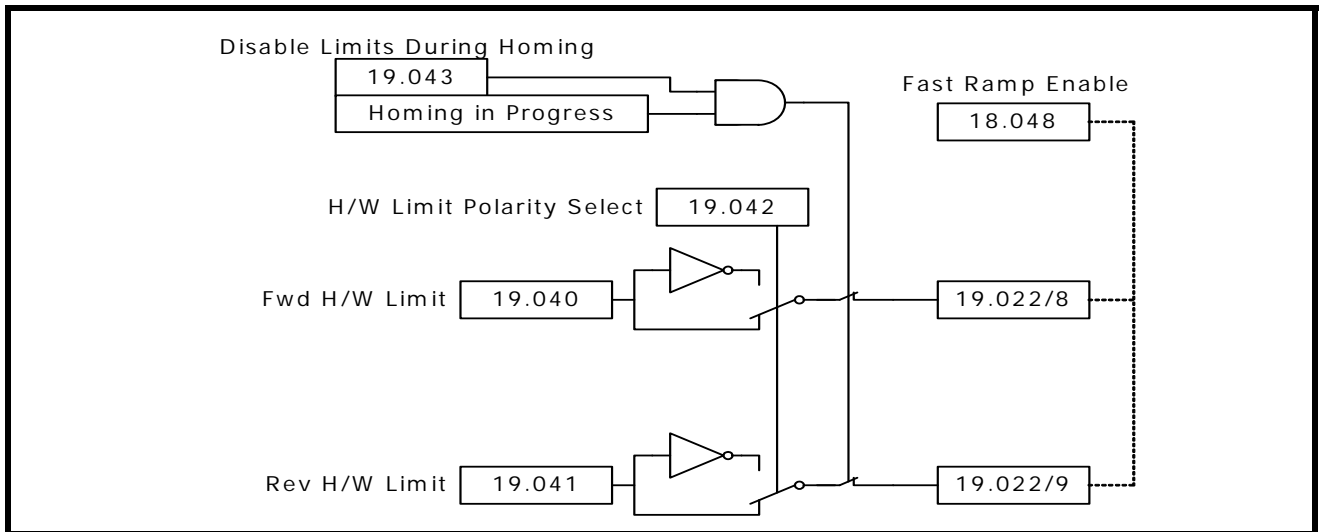 Disable Limits During Homing
19.043
Homing in Progress
Fast Ramp Enable
18.048
H/W Limit Polarity Select 19.042
Fwd H/W Limit 19.040 19.022/8
Rev H/W Limit 19.041 19.022/9